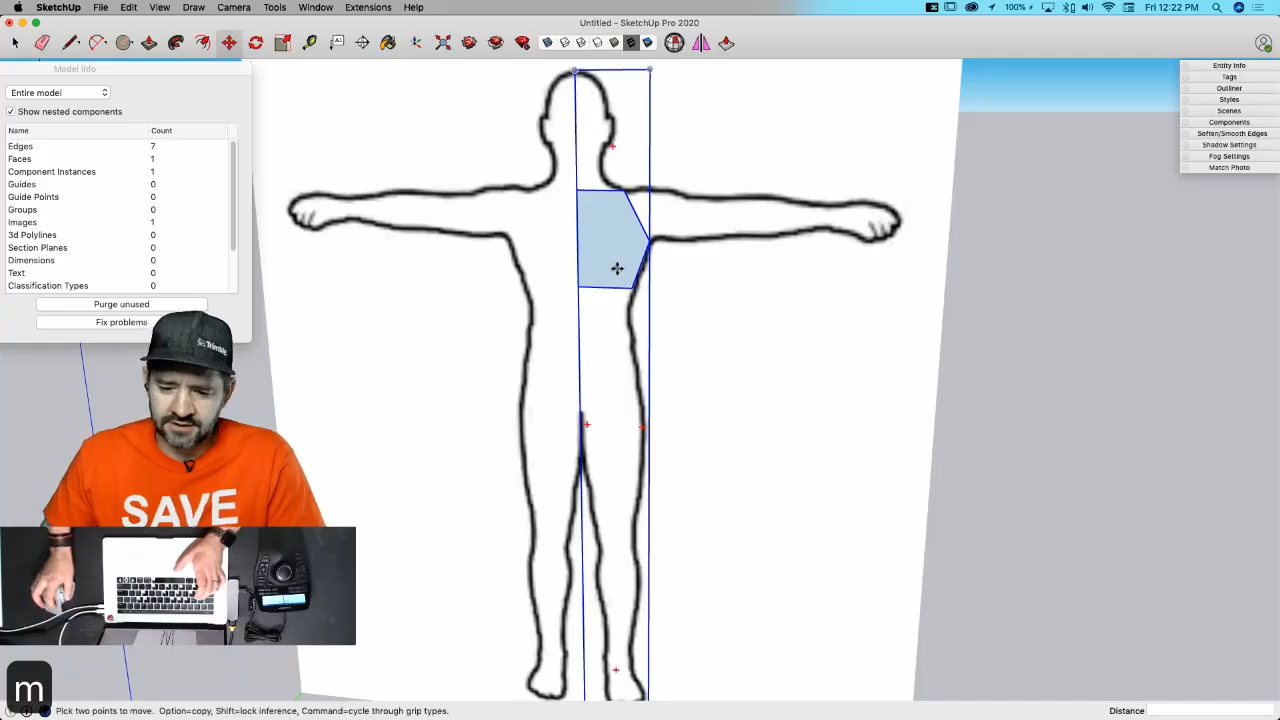 SketchUp File Edit View Draw Camera Tools Window Extensions Help
100% Fri 12:22 PM
Untitled - SketchUp Pro 2020
Model Info
Entire model
Show nested components
Name Count
Edges 7
Faces 1
Component Instances 1
Guides 0
Guide Points 0
Groups 0
Images 1
3d Polylines 0
Section Planes 0
Dimensions 0
Text 0
Classification Types 0
Purge unused
Fix problems
Entity Info
Tags
Outliner
Styles
Scenes
Components
Soften/Smooth Edges
Shadow Settings
Fog Settings
Match Photo
Trimble
SAVE
m
Pick two points to move. Option=copy, Shift=lock inference, Command=cycle through grip types.
Distance